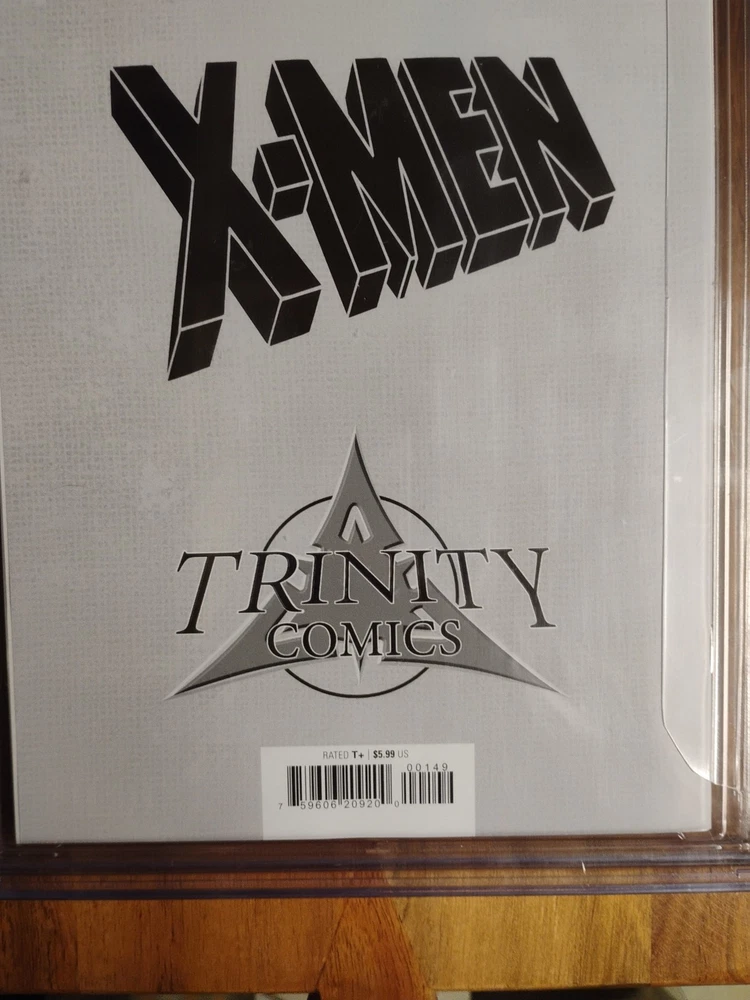 X-MEN
TRINITY
COMICS
RATED T+ | $5.99 US
00149
7 59606 20920 0